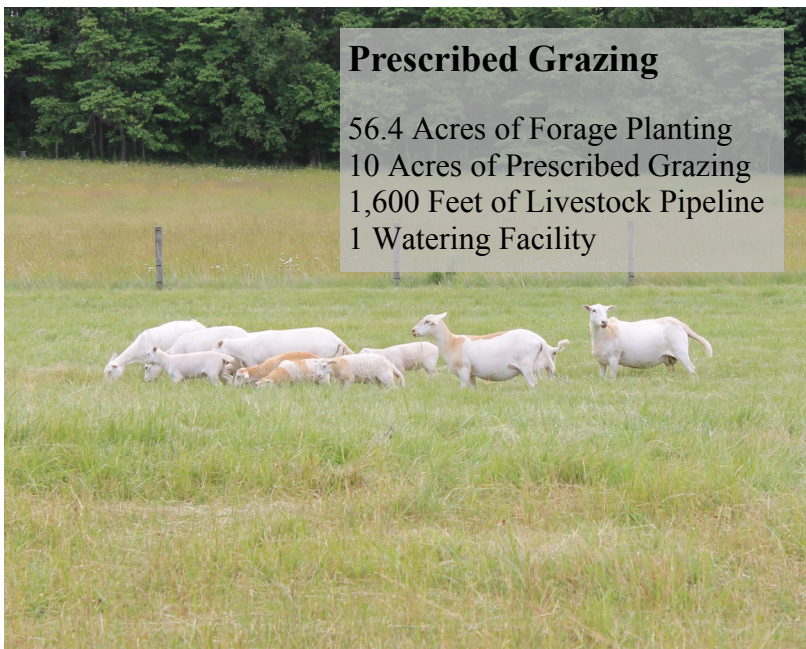 Prescribed Grazing
56.4 Acres of Forage Planting
10 Acres of Prescribed Grazing
1,600 Feet of Livestock Pipeline
1 Watering Facility